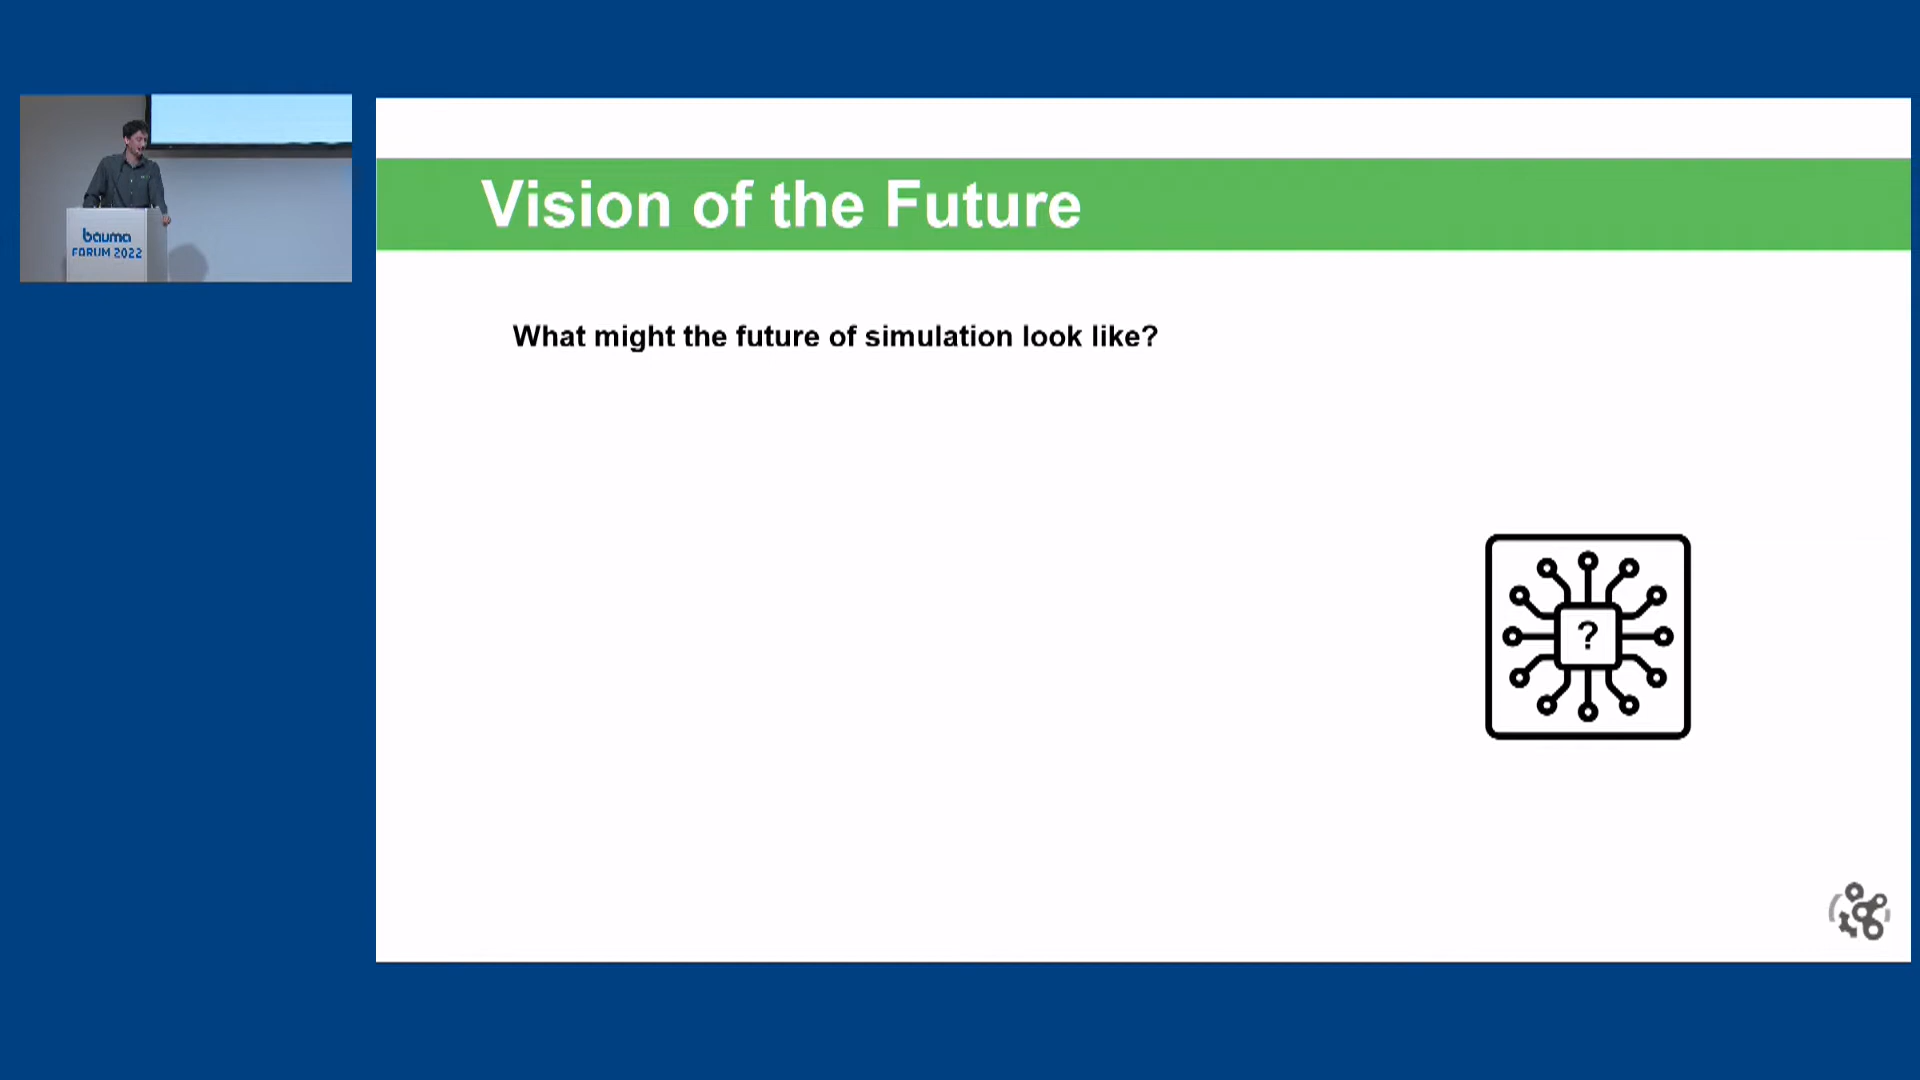 bauma
FORUM 2022
Vision of the Future
What might the future of simulation look like?
?